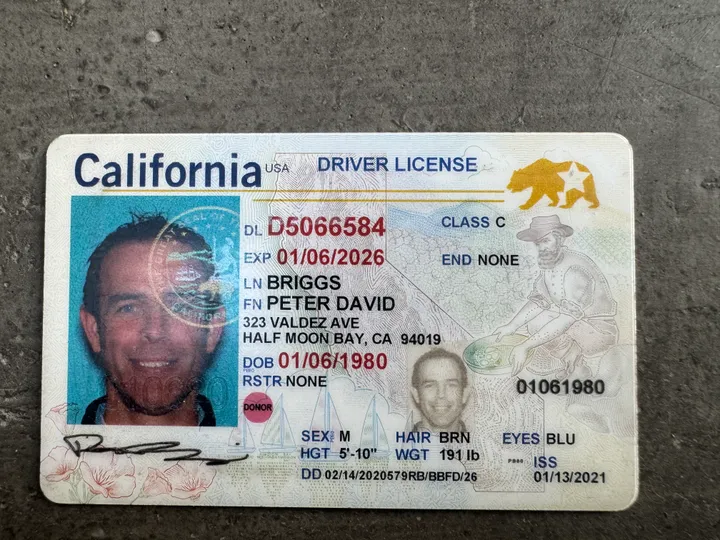 California USA DRIVER LICENSE
DL D5066584 CLASS C
EXP 01/06/2026 END NONE
LN BRIGGS
FN PETER DAVID
323 VALDEZ AVE
HALF MOON BAY, CA 94019
DOB 01/06/1980
RSTR NONE 01061980
DONOR
SEX M HAIR BRN EYES BLU
HGT 5'-10" WGT 191 lb ISS
DD 02/14/2020579RB/BBFD/26 01/13/2021